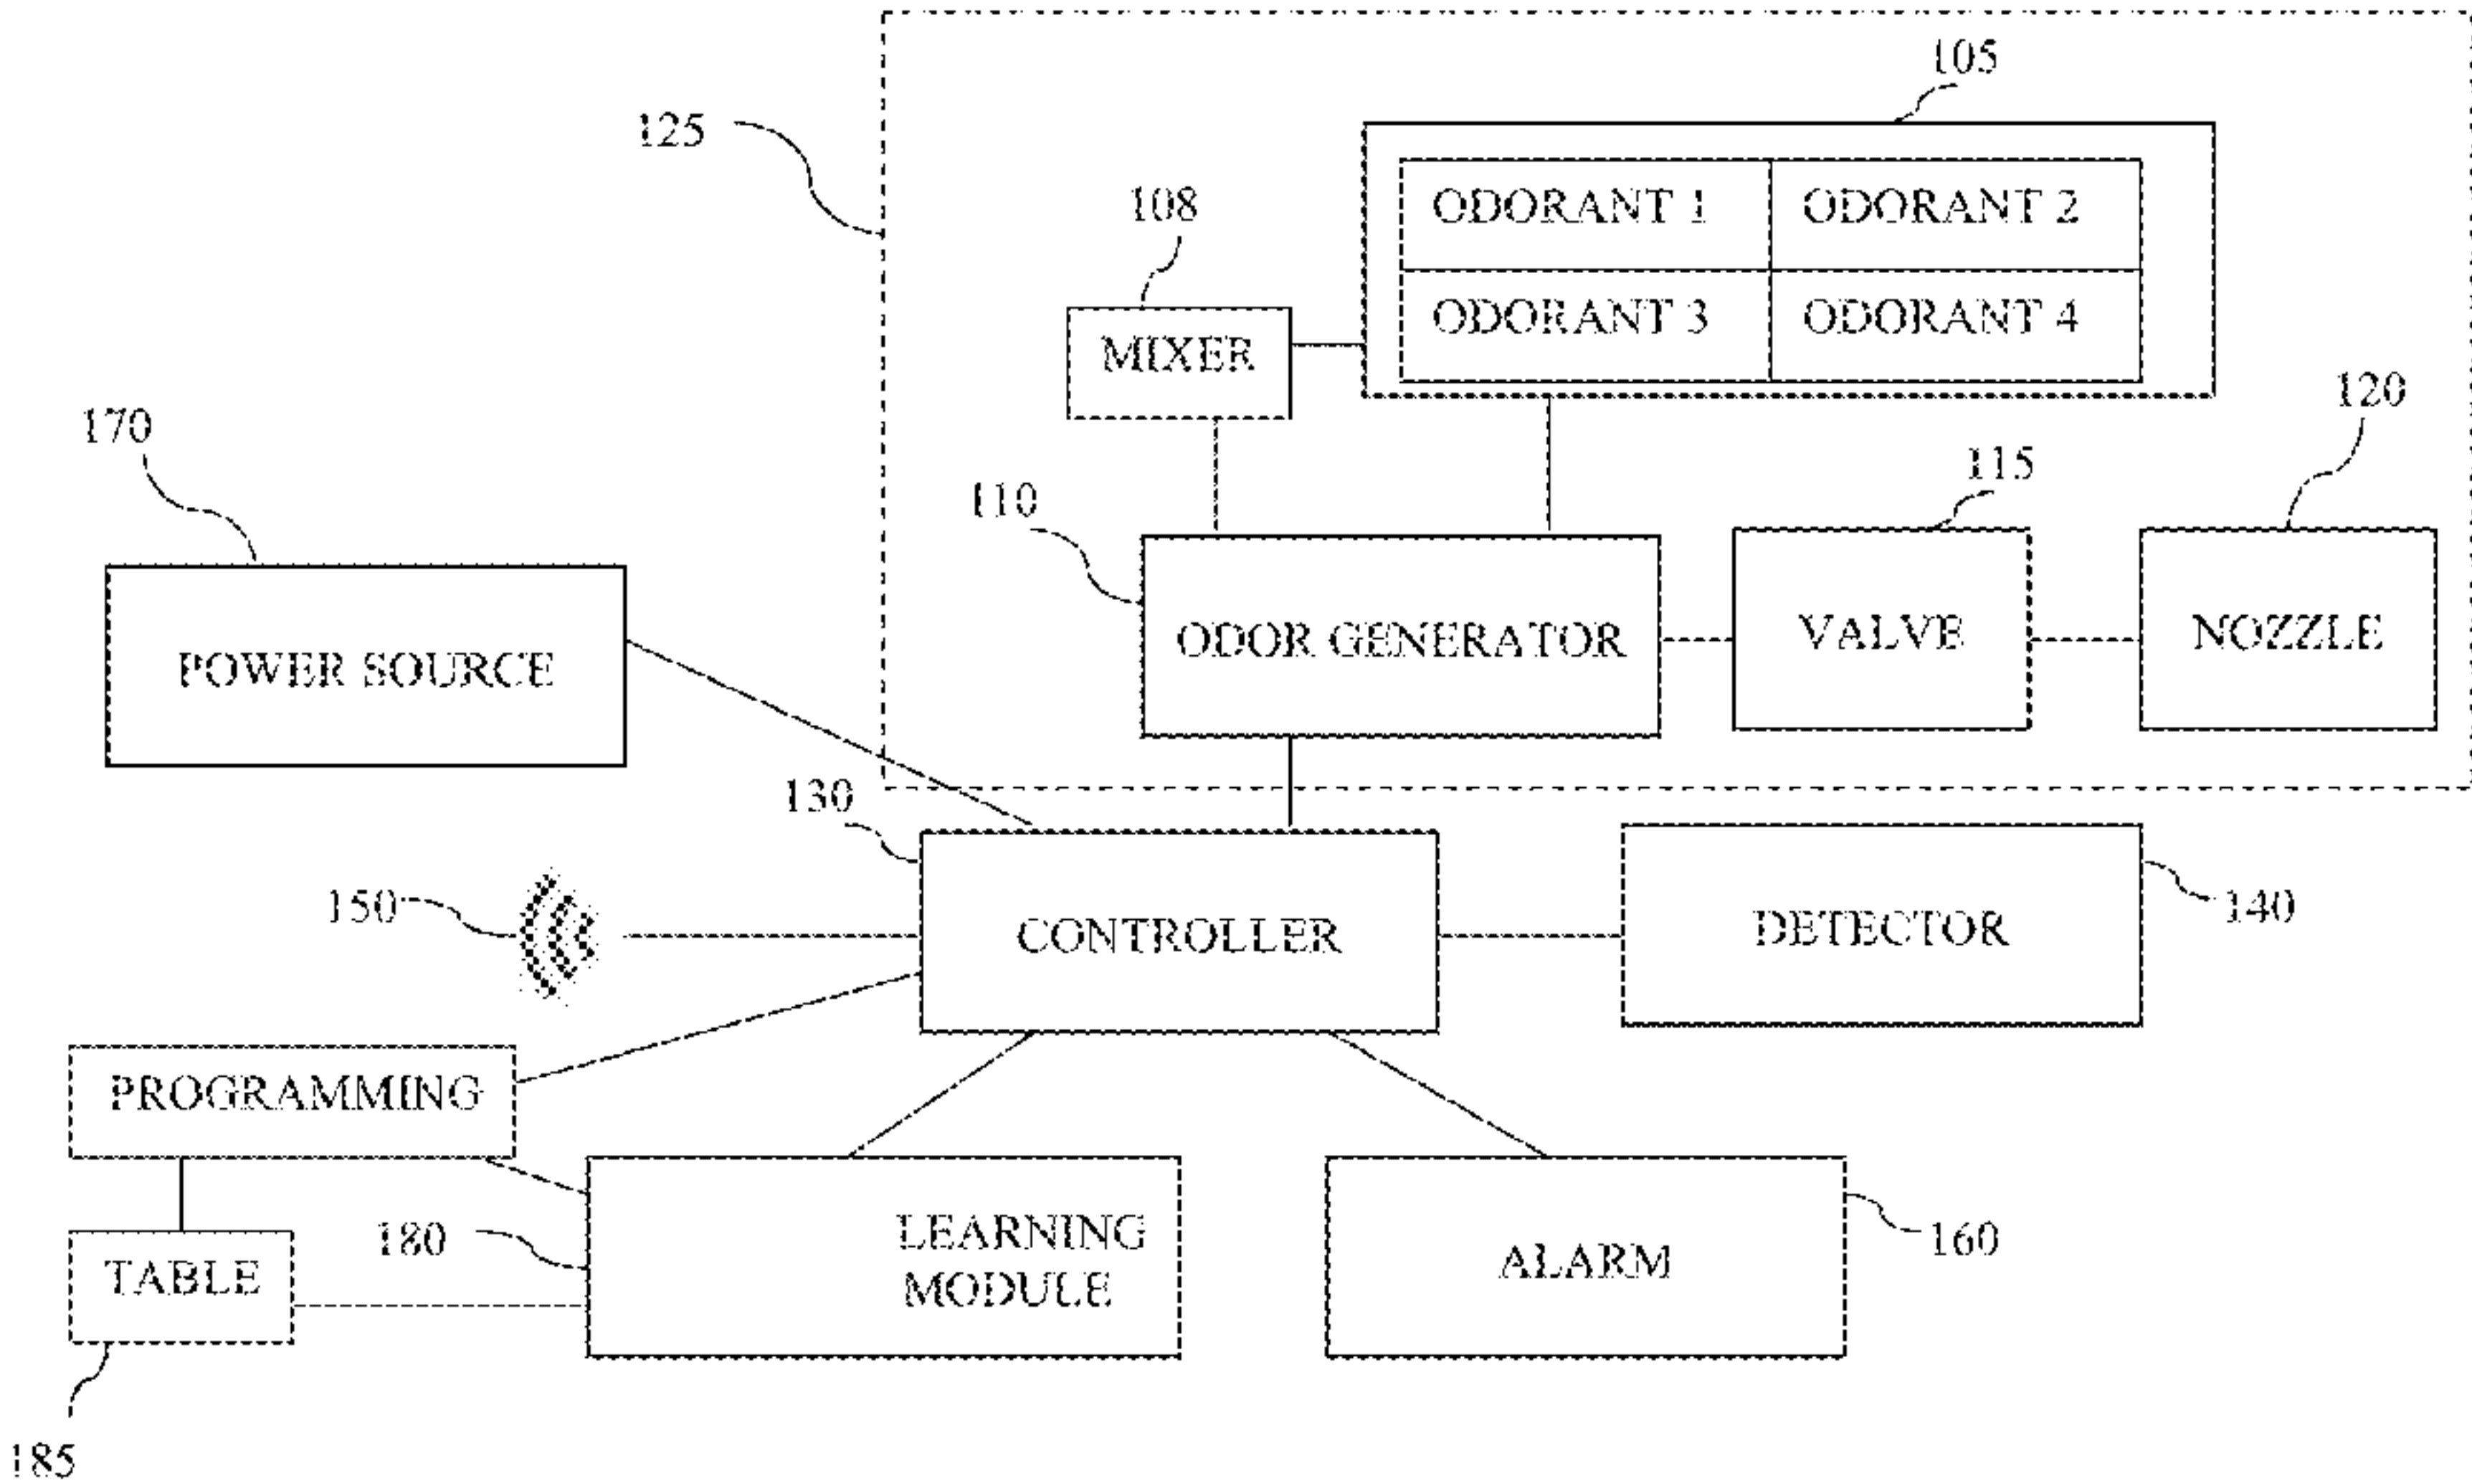 105
125
108
ODORANT 1
ODORANT 2
ODORANT 3
ODORANT 4
MIXER
120
170
115
110
POWER SOURCE
ODOR GENERATOR
VALVE
NOZZLE
130
150
CONTROLLER
DETECTOR
140
PROGRAMMING
180
LEARNING
MODULE
ALARM
160
TABLE
185